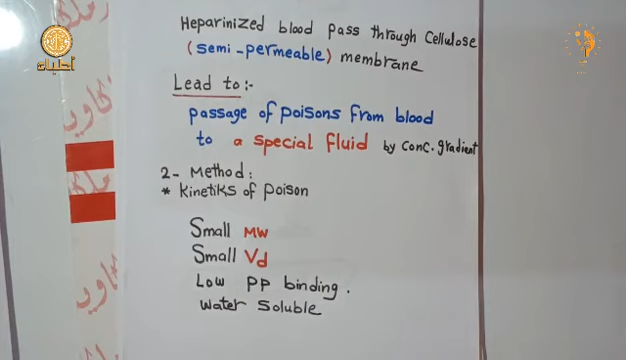 Heparinized blood pass through Cellulose
(semi-permeable) membrane
Lead to:-
passage of poisons from blood
to a special fluid by conc. gradient
2- Method:
* Kinetiks of poison
Small MW
Small Vd
Low PP binding.
Water Soluble
أطباء